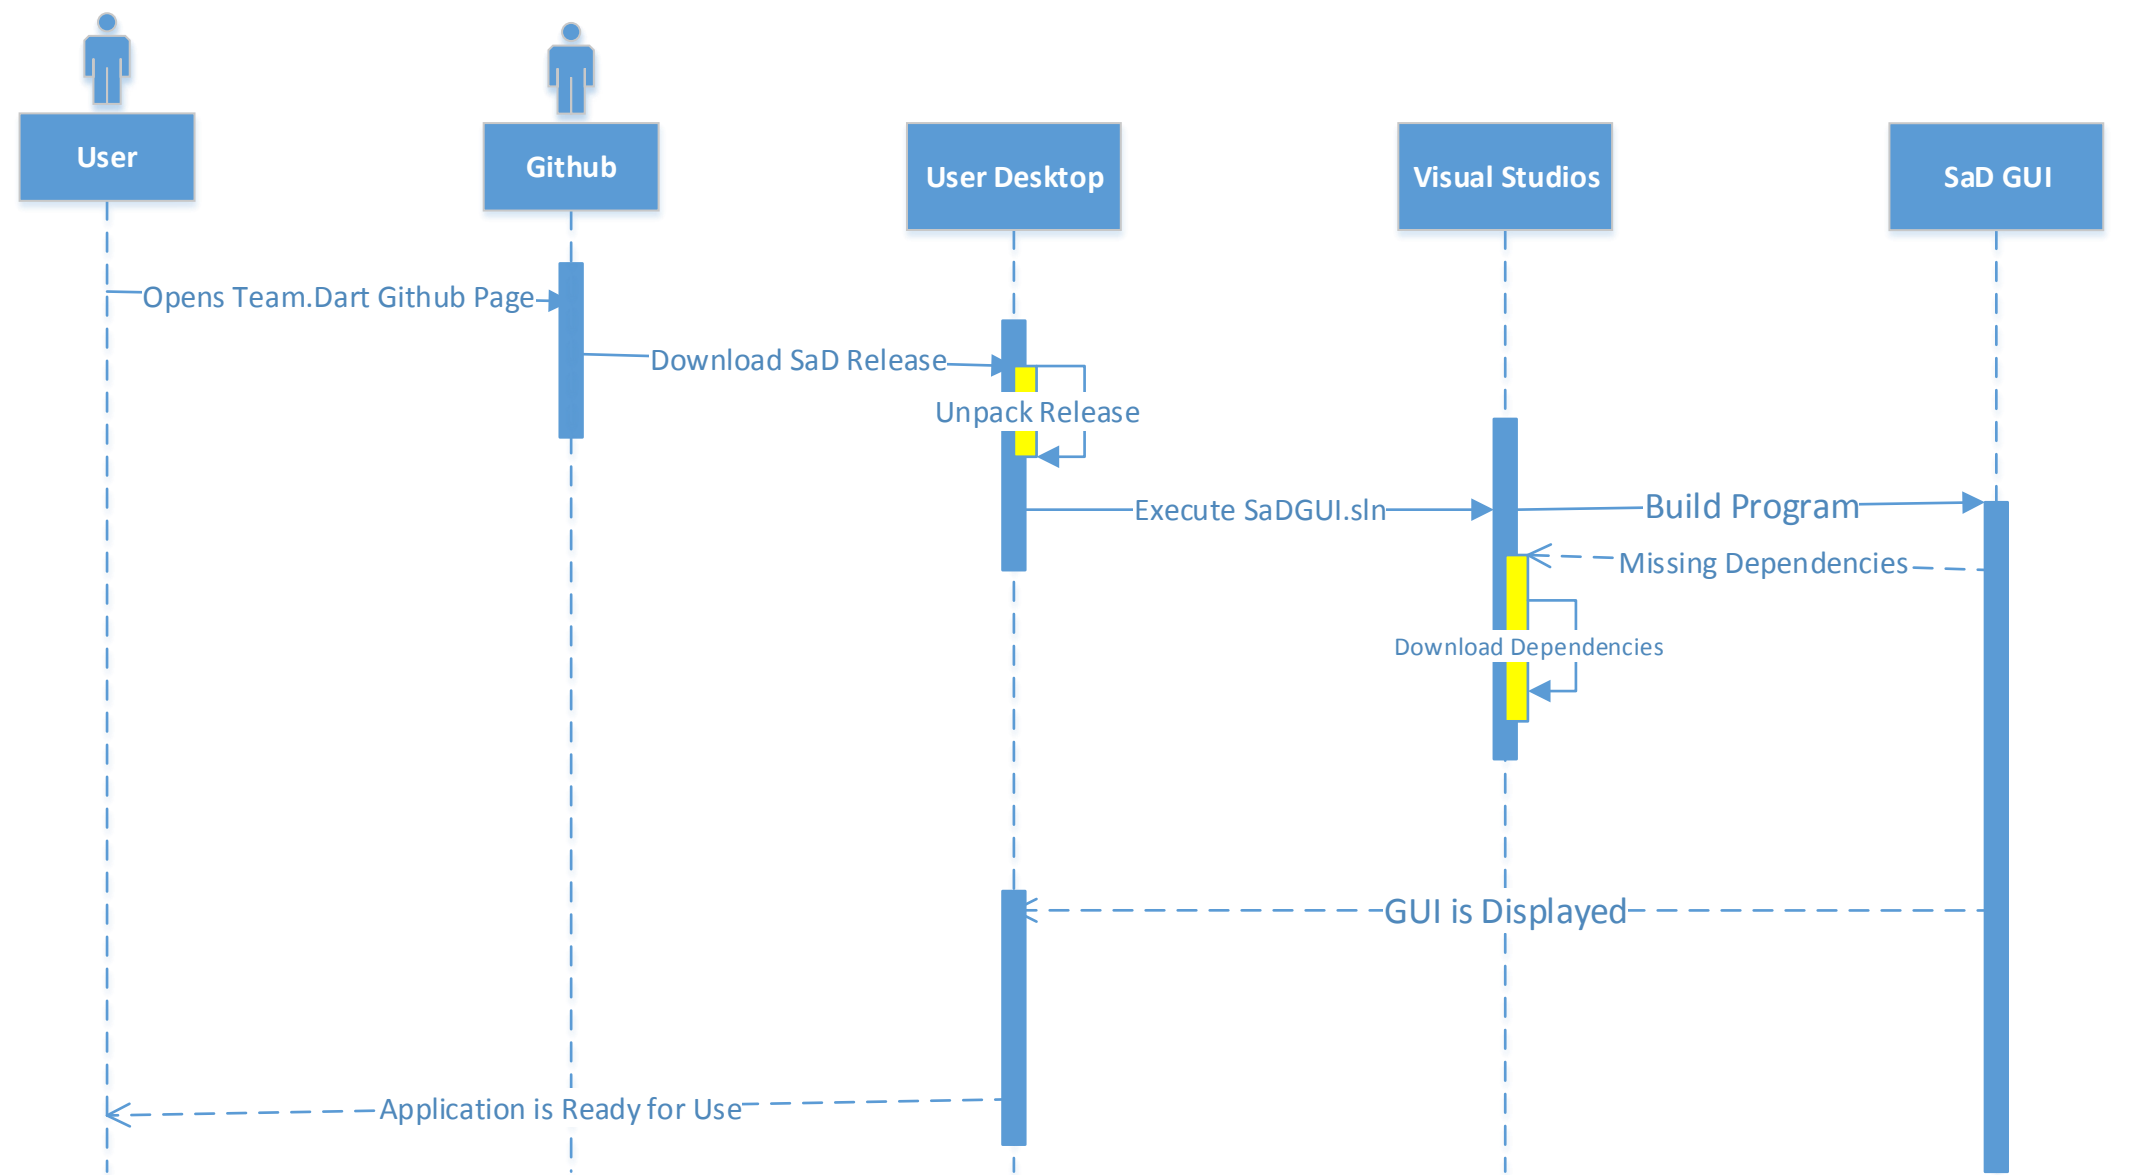 User
Github
User Desktop
Visual Studios
SaD GUI
Opens Team.Dart Github Page
Download SaD Release
Unpack Release
Execute SaDGUI.sln
Build Program
Missing Dependencies
Download Dependencies
GUI is Displayed
Application is Ready for Use